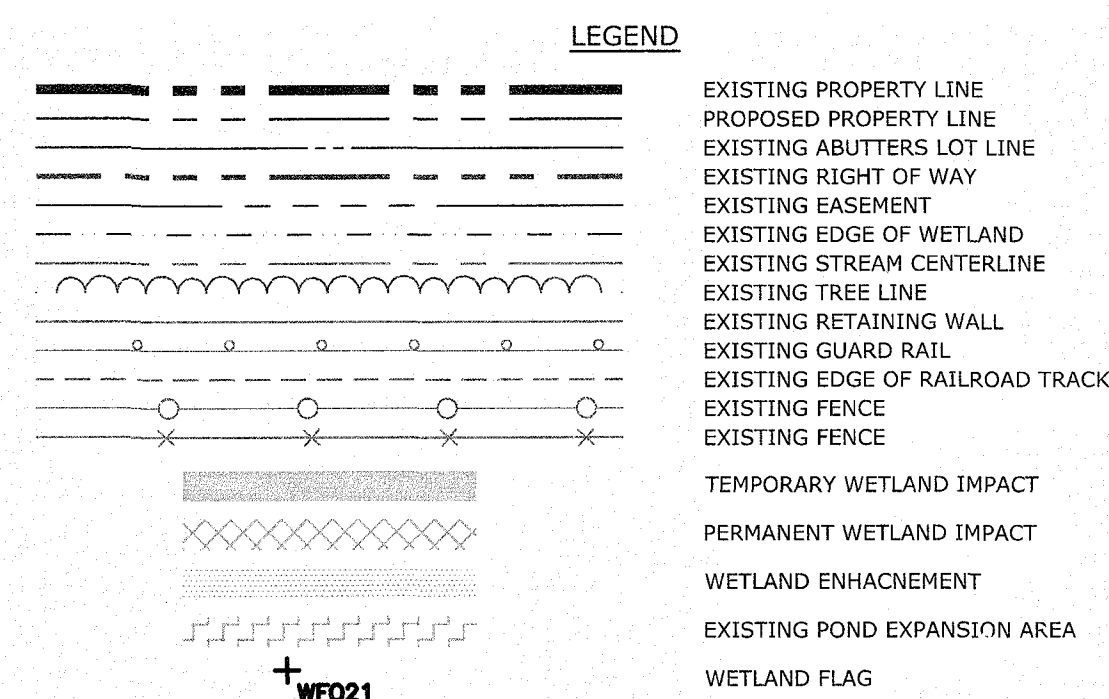 LEGEND
EXISTING PROPERTY LINE
PROPOSED PROPERTY LINE
EXISTING ABUTTERS LOT LINE
EXISTING RIGHT OF WAY
EXISTING EASEMENT
EXISTING EDGE OF WETLAND
EXISTING STREAM CENTERLINE
EXISTING TREE LINE
EXISTING RETAINING WALL
EXISTING GUARD RAIL
EXISTING EDGE OF RAILROAD TRACK
EXISTING FENCE
EXISTING FENCE
TEMPORARY WETLAND IMPACT
PERMANENT WETLAND IMPACT
WETLAND ENHACNEMENT
EXISTING POND EXPANSION AREA
WF021 WETLAND FLAG